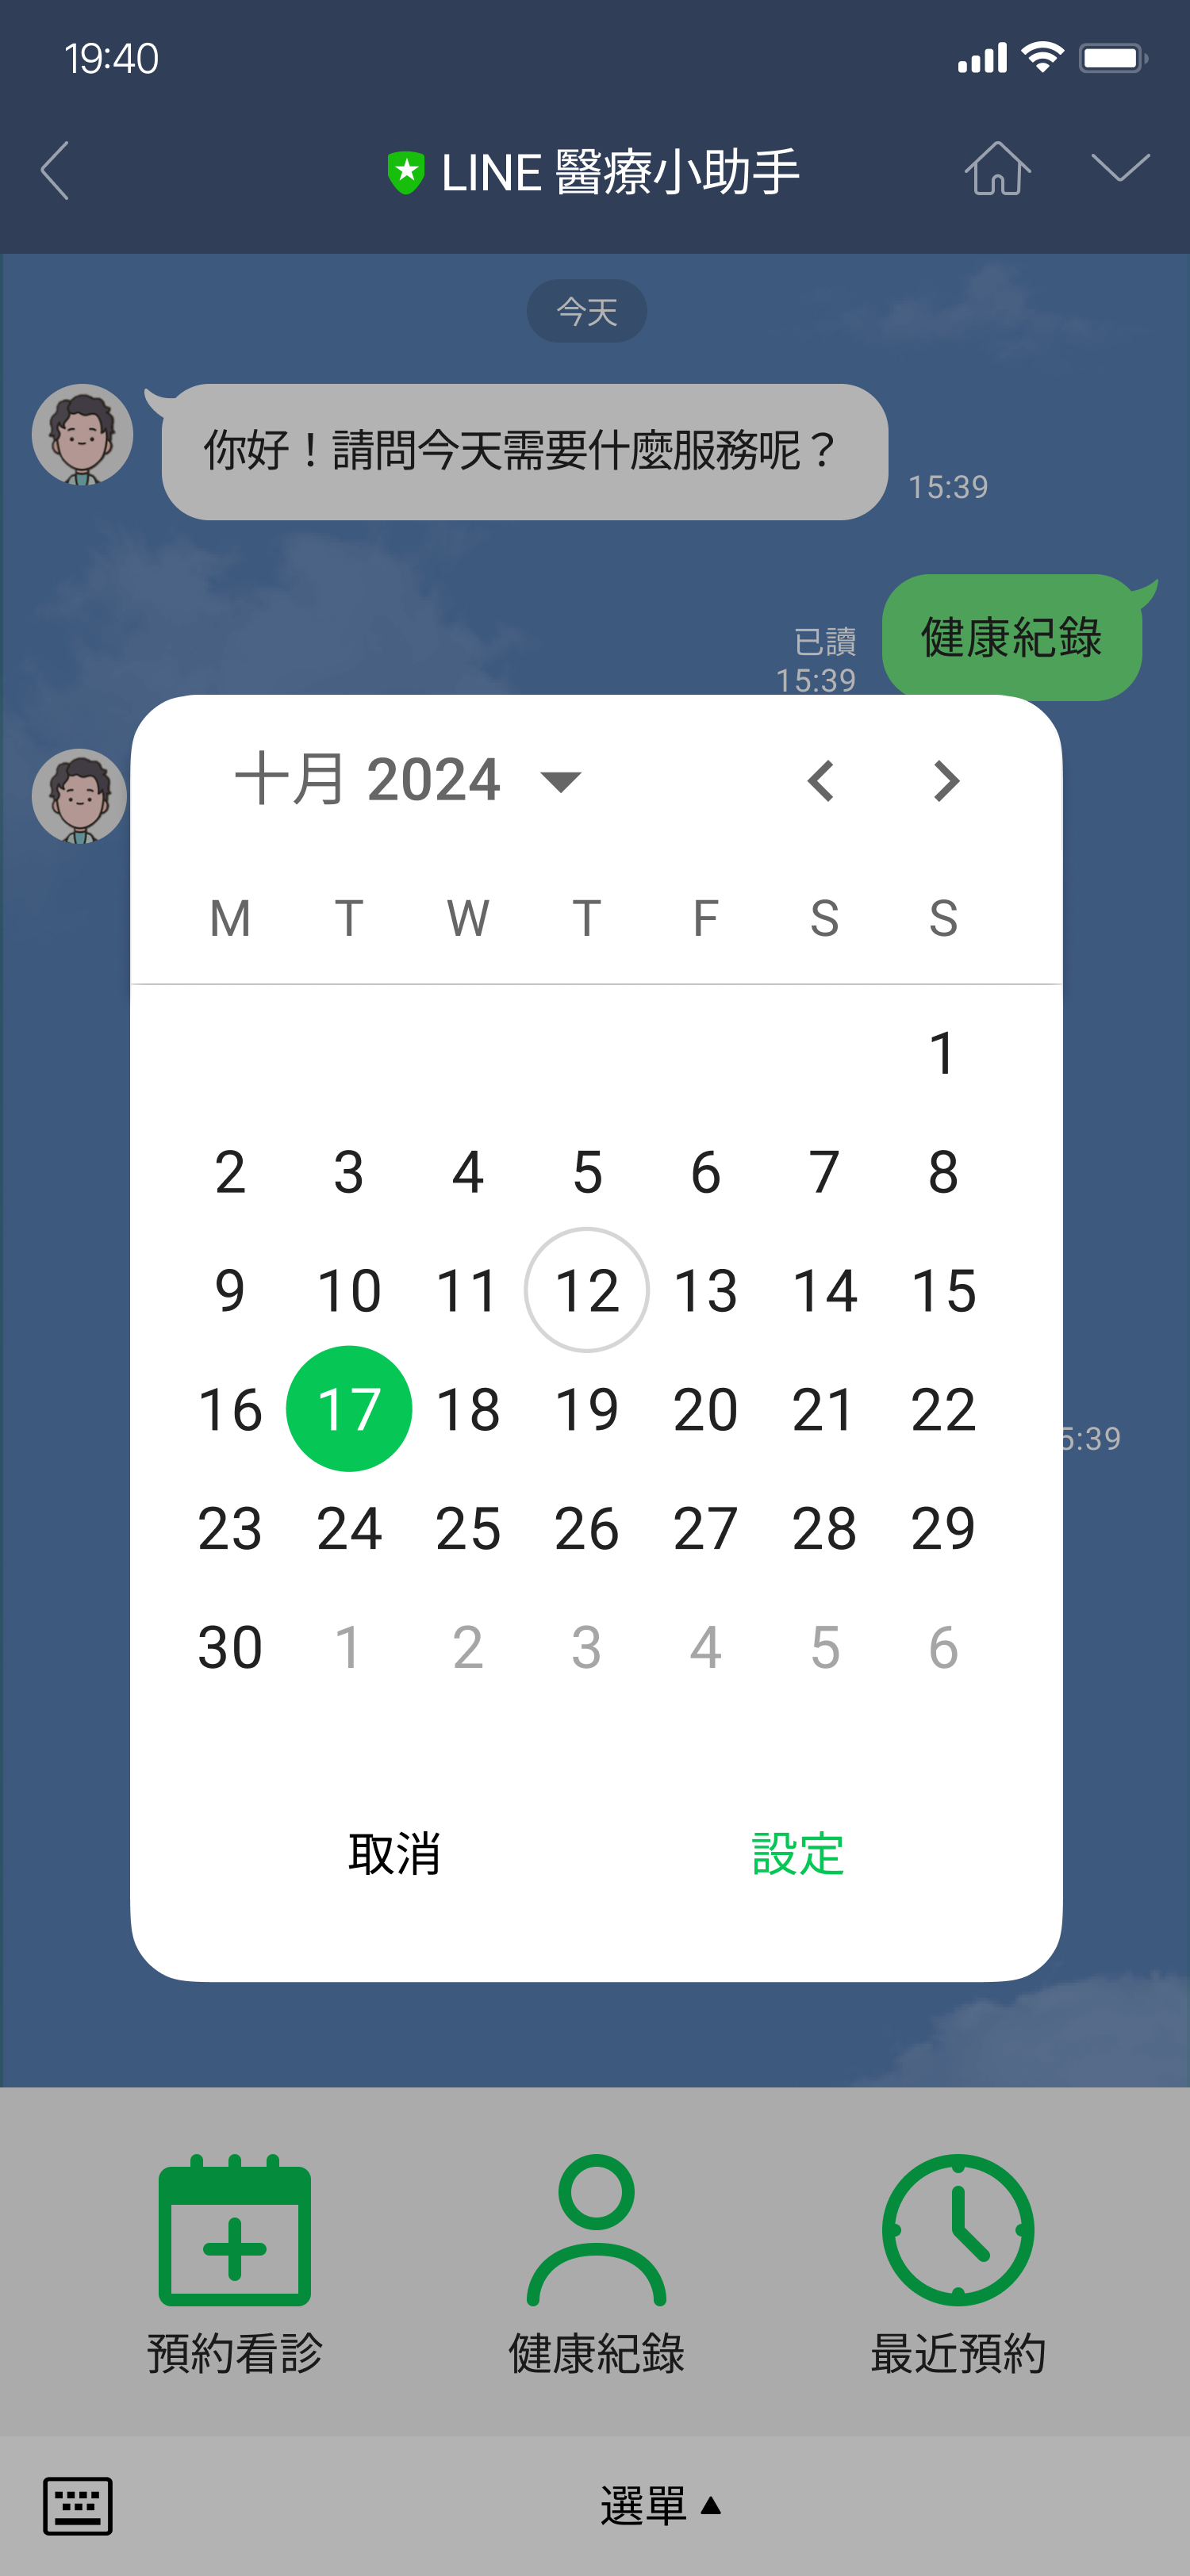 19:40
LINE 醫療小助手
今天
你好！請問今天需要什麼服務呢？
15:39
健康紀錄
已讀
15:39
十月 2024
M T W T F S S
1
2 3 4 5 6 7 8
9 10 11 12 13 14 15
16 17 18 19 20 21 22
5:39
23 24 25 26 27 28 29
30 1 2 3 4 5 6
取消 設定
預約看診 健康紀錄 最近預約
選單